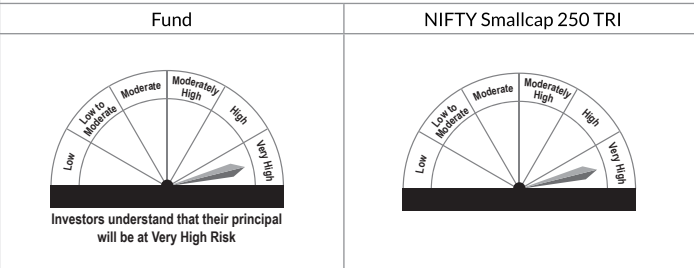 Fund
NIFTY Smallcap 250 TRI
Low
Low to
Moderate
Moderate
Moderately
High
High
Very High
Investors understand that their principal
will be at Very High Risk
Low
Low to
Moderate
Moderate
Moderately
High
High
Very High